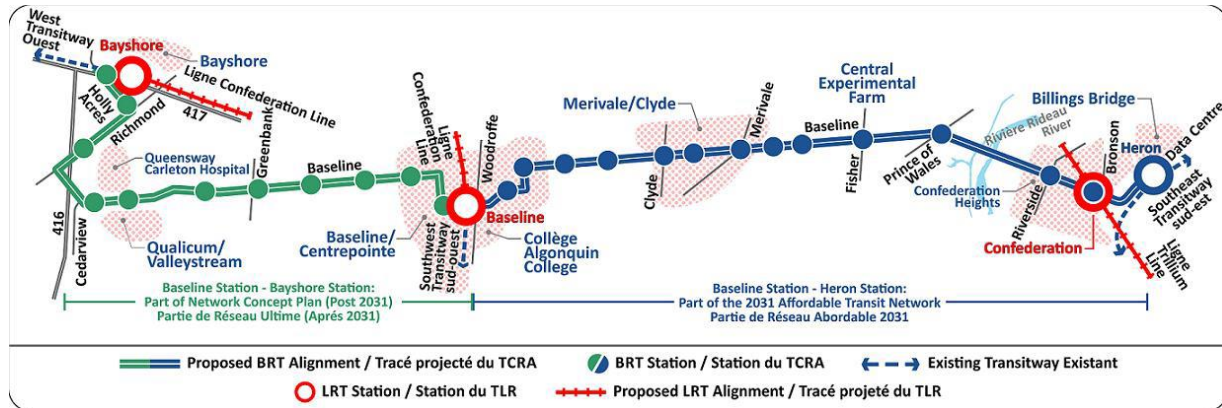 West
Transitway
Ouest
Bayshore
Bayshore
Ligne Confederation Line
Holly
Acres
Richmond
417
Queensway
Carleton Hospital
Greenbank
Baseline
416
Cedarview
Qualicum/
Valleystream
Baseline/
Centrepointe
Ligne
Confederation
Line
Woodroffe
Baseline
Southwest
Transitway
sud-ouest
Collège
Algonquin
College
Merivale/Clyde
Clyde
Merivale
Central
Experimental
Farm
Baseline
Fisher
Prince of
Wales
Rivière Rideau
River
Confederation
Heights
Riverside
Billings Bridge
Bronson
Heron
Data Centre
Southeast
Transitway
sud-est
Confederation
Ligne
Trillium
Line
Baseline Station - Bayshore Station:
Part of Network Concept Plan (Post 2031)
Partie de Réseau Ultime (Aprés 2031)
Baseline Station - Heron Station:
Part of the 2031 Affordable Transit Network
Partie de Réseau Abordable 2031
Proposed BRT Alignment / Tracé projecté du TCRA
BRT Station / Station du TCRA
Existing Transitway Existant
LRT Station / Station du TLR
Proposed LRT Alignment / Tracé projeté du TLR